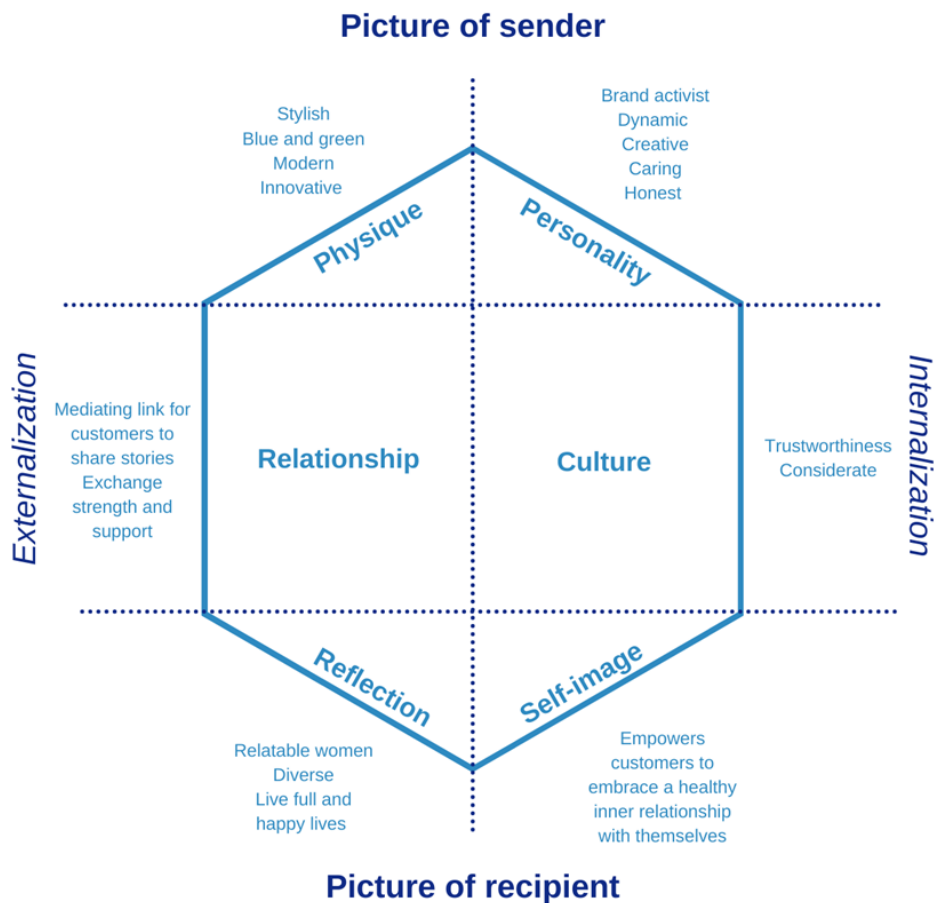 Picture of sender
Stylish
Blue and green
Modern
Innovative
Brand activist
Dynamic
Creative
Caring
Honest
Physique
Personality
Externalization
Mediating link for
customers to
share stories
Exchange
strength and
support
Relationship
Culture
Trustworthiness
Considerate
Internalization
Reflection
Self-image
Relatable women
Diverse
Live full and
happy lives
Empowers
customers to
embrace a healthy
inner relationship
with themselves
Picture of recipient